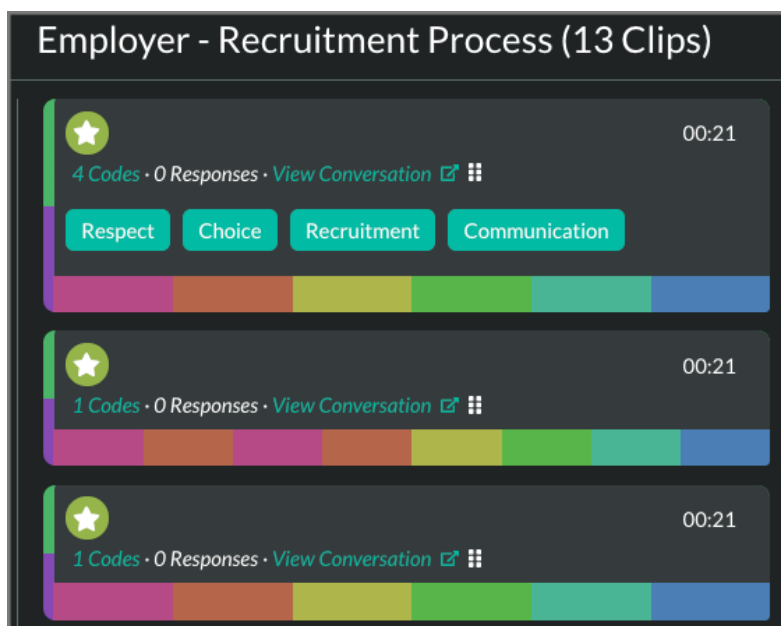 Employer - Recruitment Process (13 Clips)
00:21
4 Codes · 0 Responses · View Conversation
Respect Choice Recruitment Communication
00:21
1 Codes · 0 Responses · View Conversation
00:21
1 Codes · 0 Responses · View Conversation